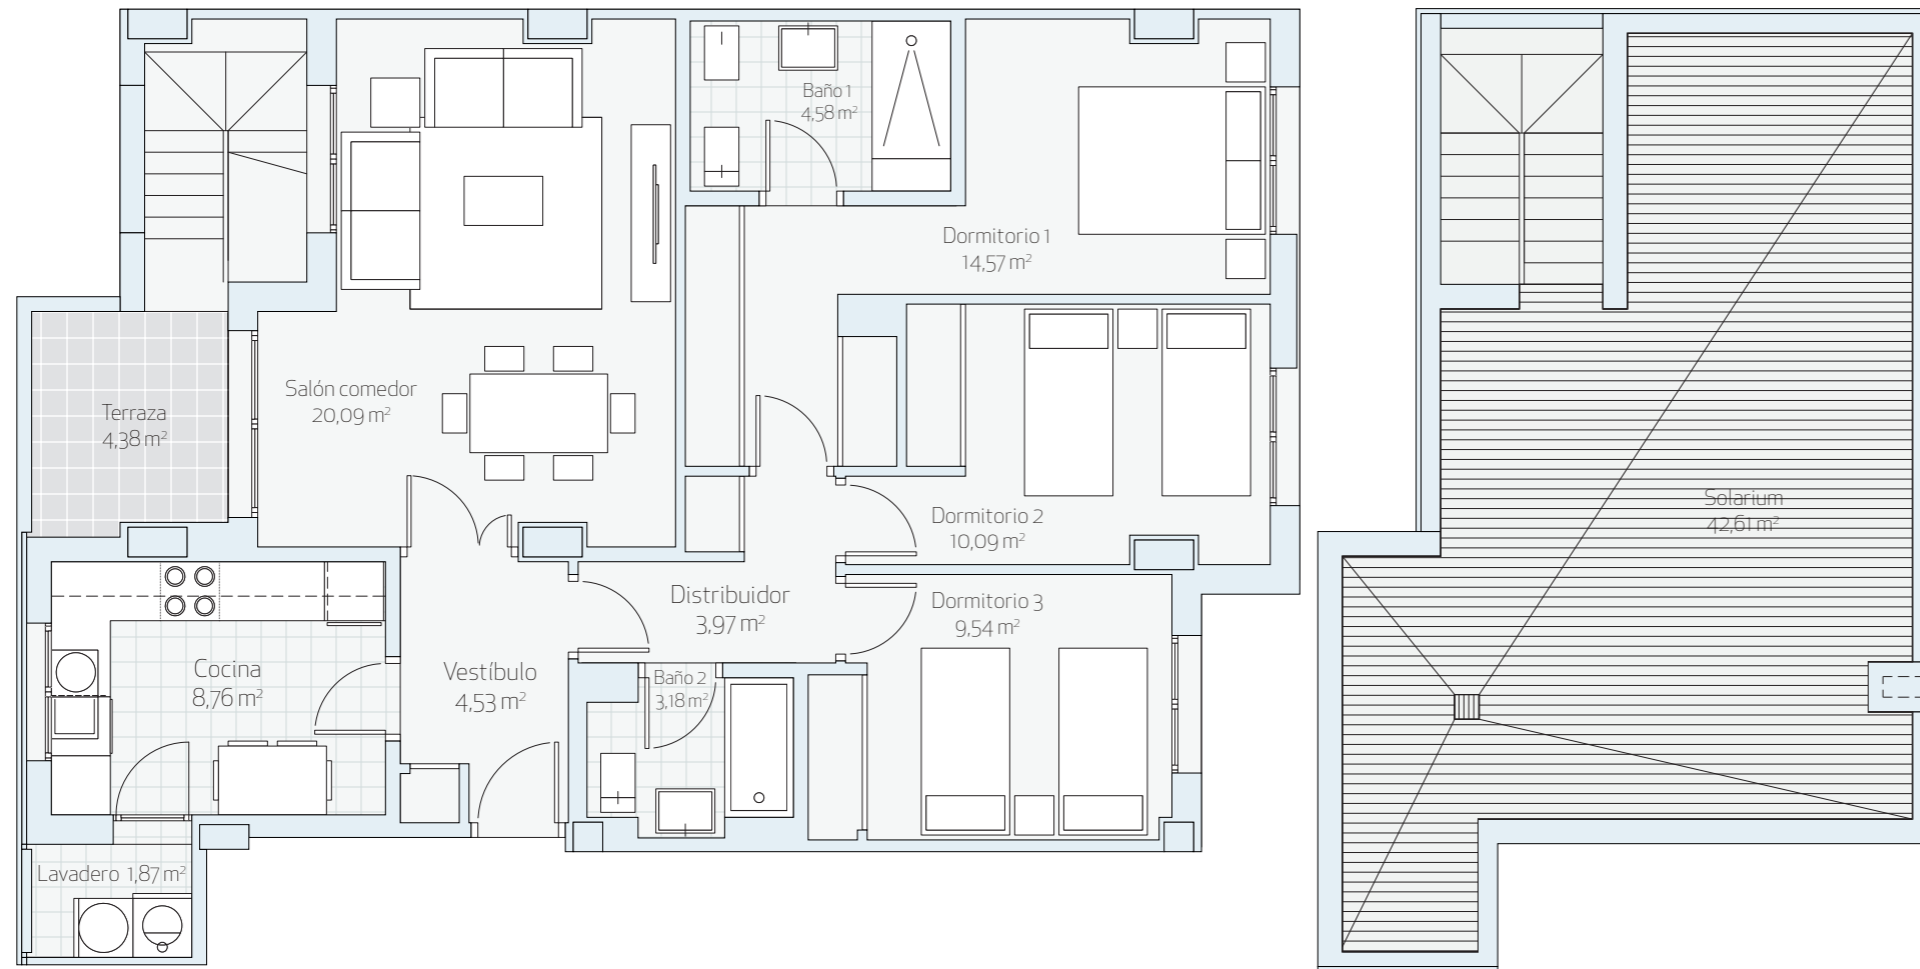 Baño 1
4,58 m²
Dormitorio 1
14,57 m²
Salón comedor
20,09 m²
Terraza
4,38 m²
Solarium
42,61 m²
Dormitorio 2
10,09 m²
Distribuidor
3,97 m²
Dormitorio 3
9,54 m²
Cocina
8,76 m²
Vestíbulo
4,53 m²
Baño 2
3,18 m²
Lavadero 1,87 m²